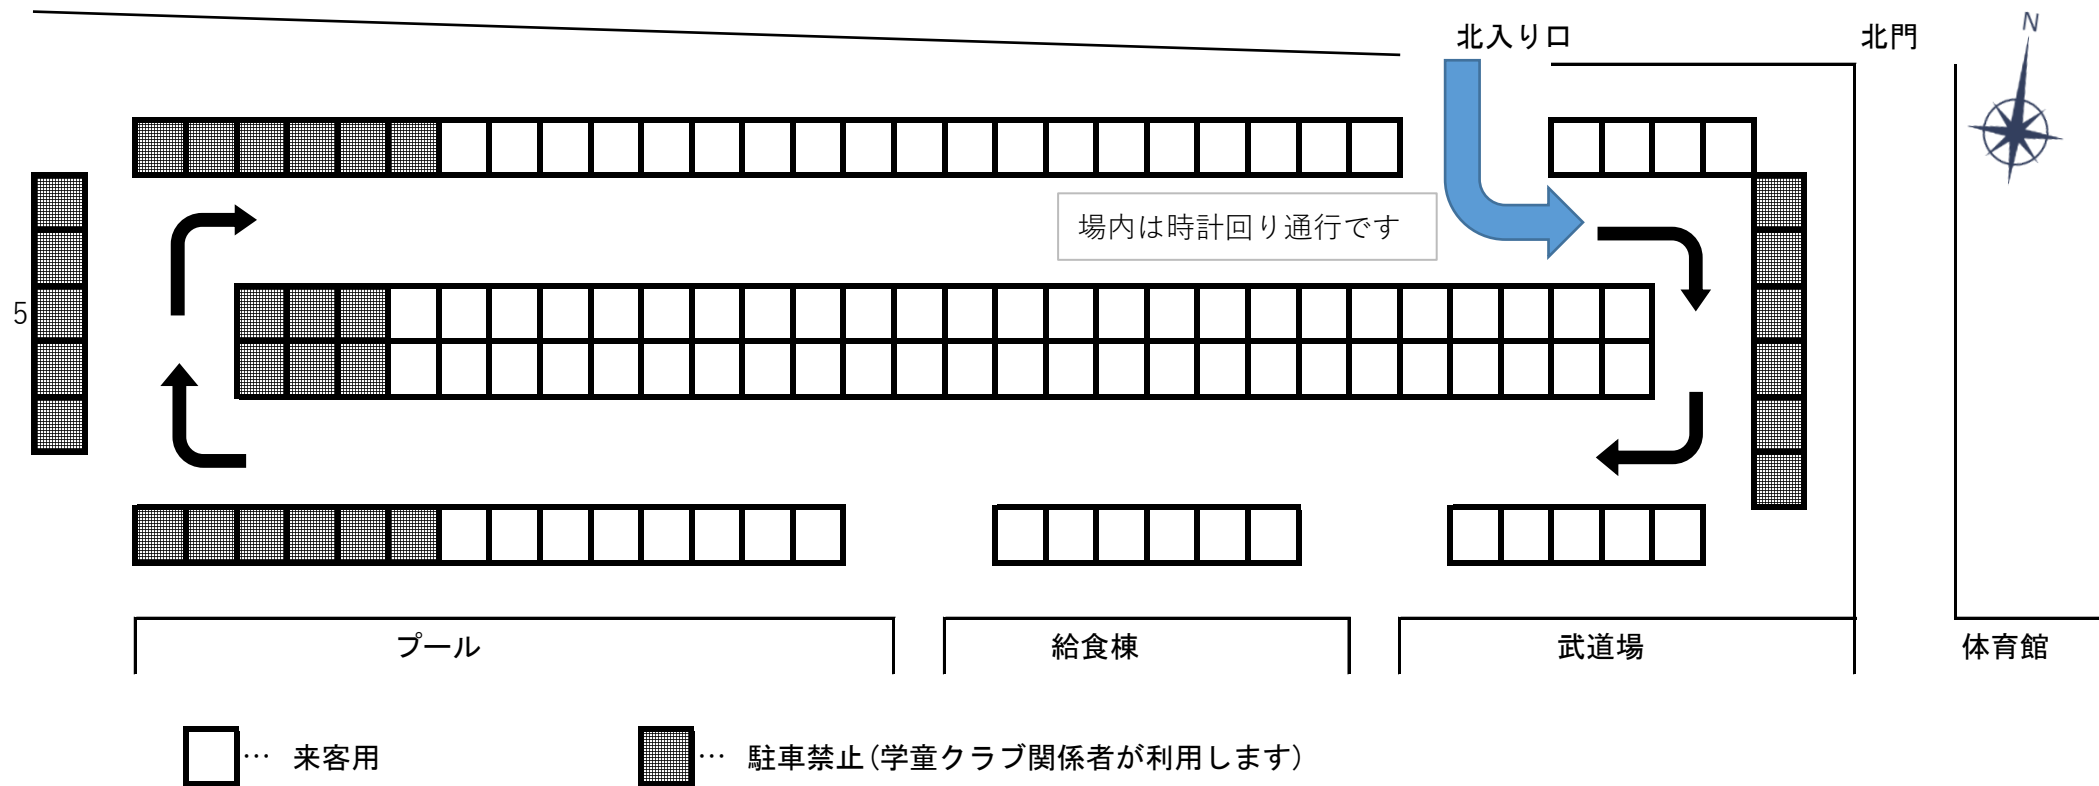 北入り口
北門
N
場内は時計回り通行です
5
プール
給食棟
武道場
体育館
… 来客用
… 駐車禁止(学童クラブ関係者が利用します)